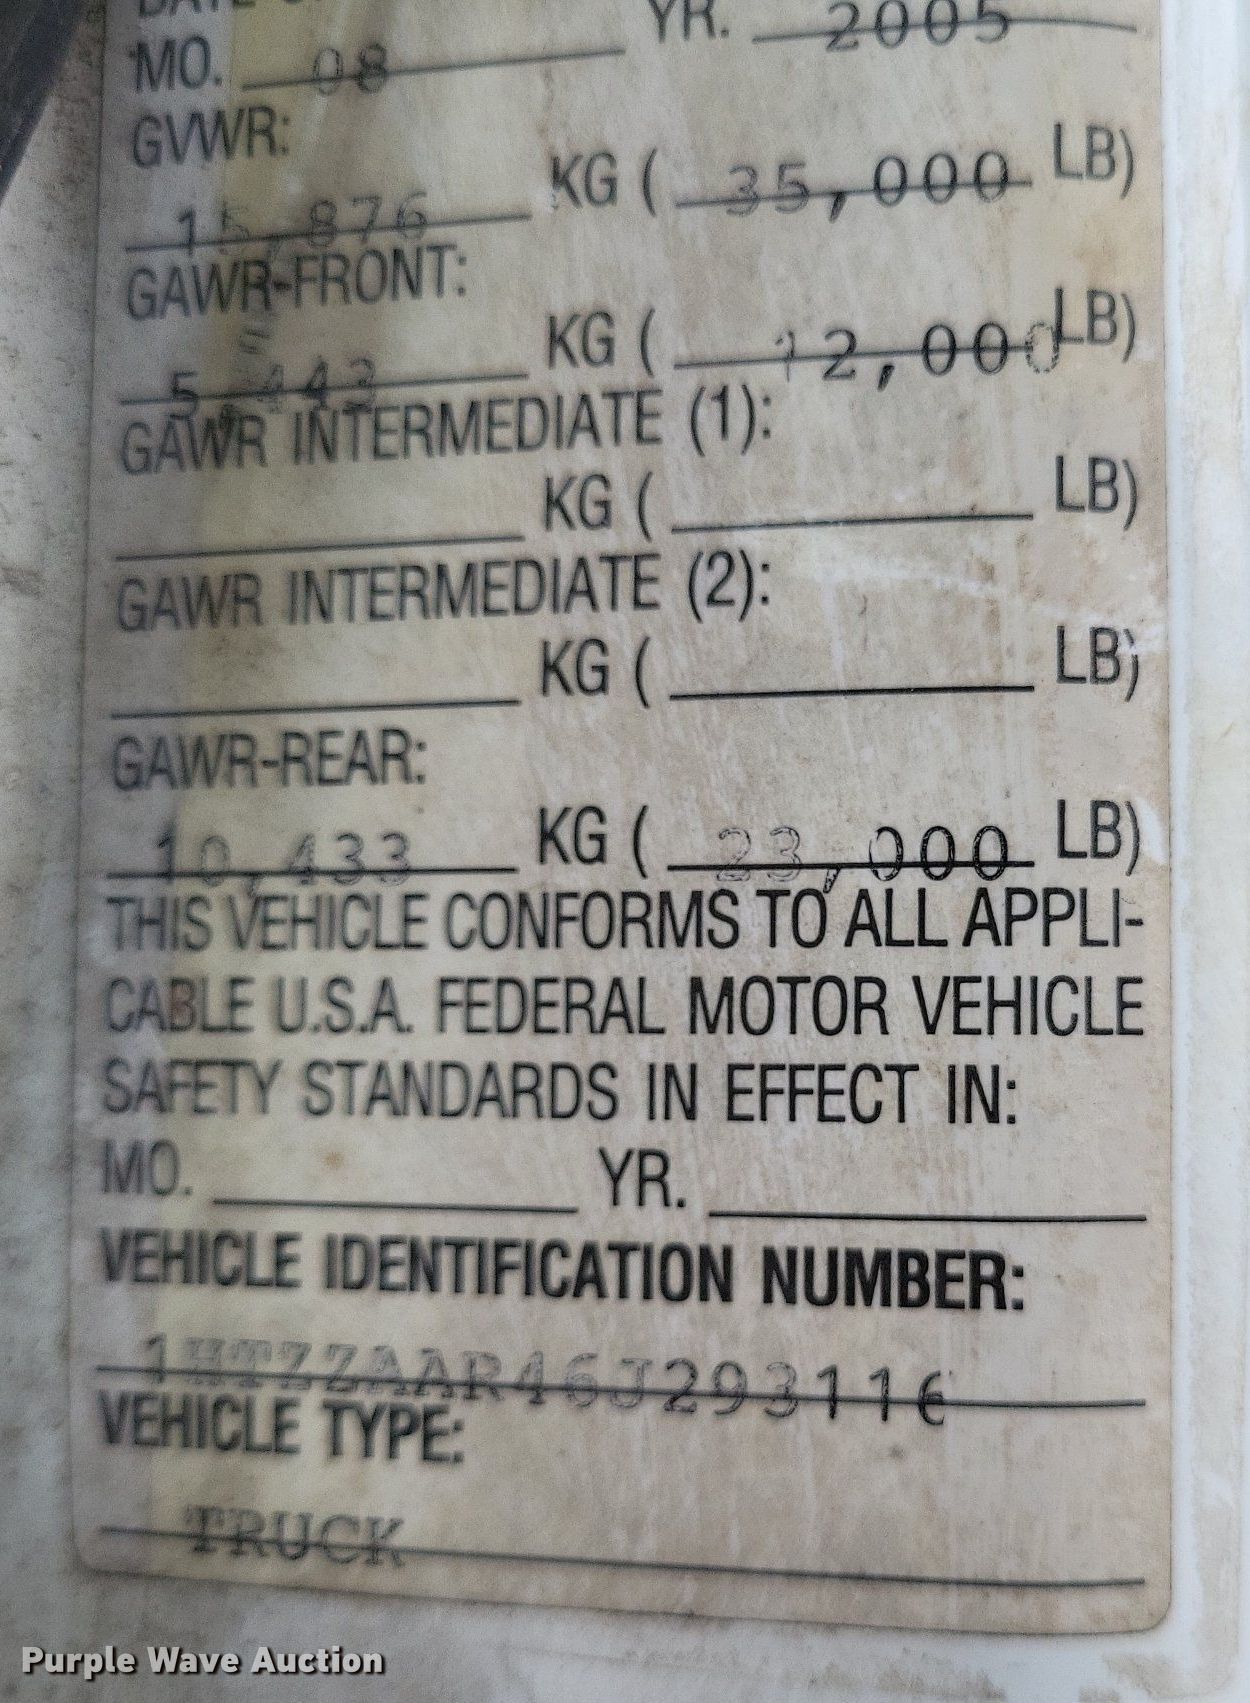 DATE
MO. 08 YR. 2005
GVWR:
15,876 KG ( 35,000 LB)
GAWR-FRONT:
5,443 KG ( 12,000 LB)
GAWR INTERMEDIATE (1):
KG ( LB)
GAWR INTERMEDIATE (2):
KG ( LB)
GAWR-REAR:
10,433 KG ( 23,000 LB)
THIS VEHICLE CONFORMS TO ALL APPLI-
CABLE U.S.A. FEDERAL MOTOR VEHICLE
SAFETY STANDARDS IN EFFECT IN:
MO. YR.
VEHICLE IDENTIFICATION NUMBER:
1HTZZAAR46J293116
VEHICLE TYPE:
TRUCK
Purple Wave Auction